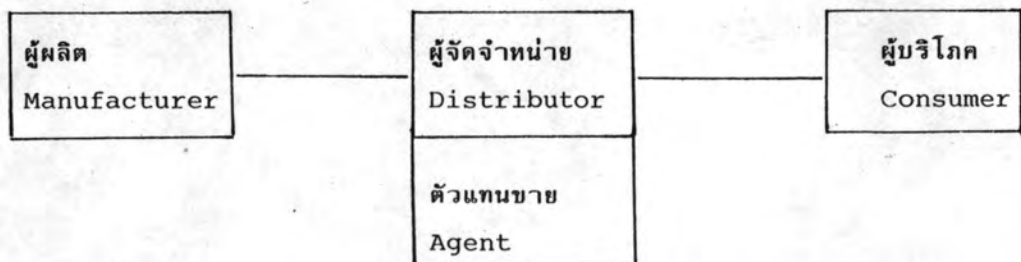 ผู้ผลิต
Manufacturer
ผู้จัดจำหน่าย
Distributor
ตัวแทนขาย
Agent
ผู้บริโภค
Consumer